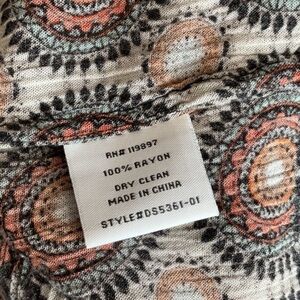 RN# 119897
100% RAYON
DRY CLEAN
MADE IN CHINA
STYLE#DS5361-01